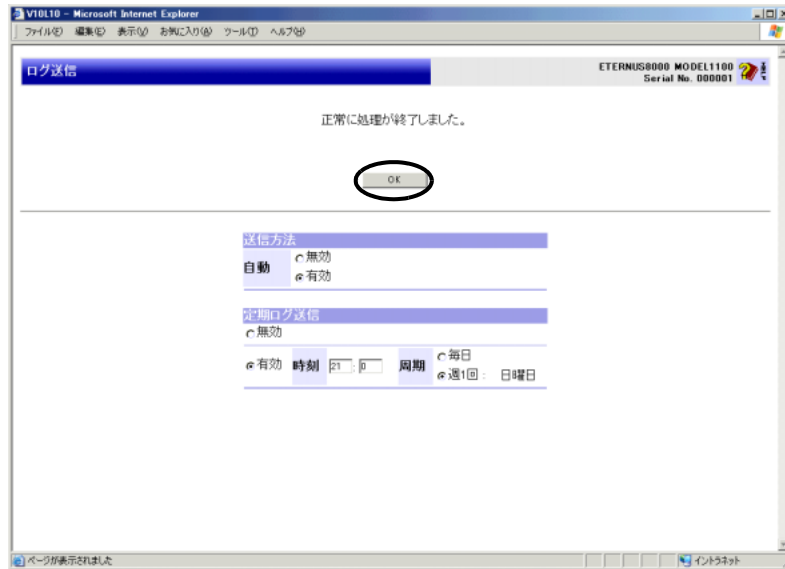 V10L10 - Microsoft Internet Explorer
ファイル(F) 編集(E) 表示(V) お気に入り(A) ツール(T) ヘルプ(H)
ログ送信
ETERNUS8000 MODEL1100
Serial No. 000001
正常に処理が終了しました。
OK
送信方法
自動
無効
有効
定期ログ送信
無効
有効 時刻 21 : 0 周期
毎日
週1回 : 日曜日
ページが表示されました
イントラネット